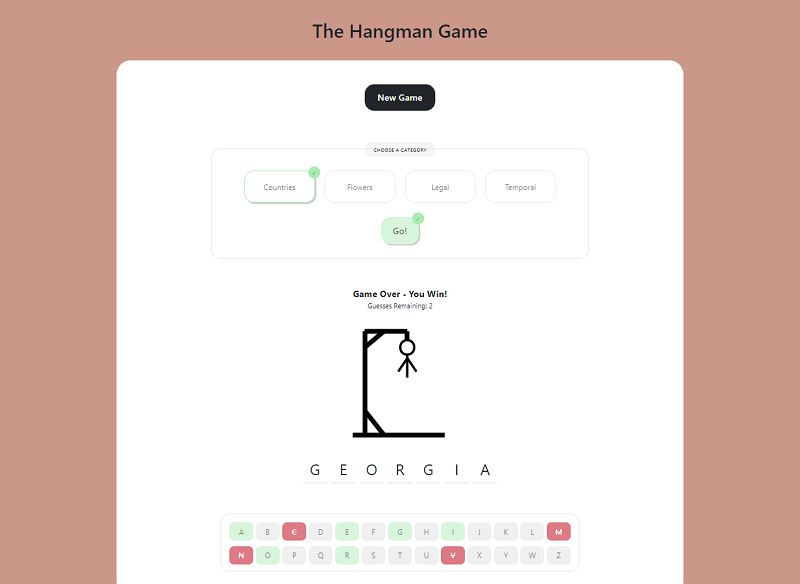 The Hangman Game
New Game
CHOOSE A CATEGORY
Countries Flowers Legal Temporal
Go!
Game Over - You Win!
Guesses Remaining: 2
G E O R G I A
A B C D E F G H I J K L M
N O P Q R S T U V X Y W Z